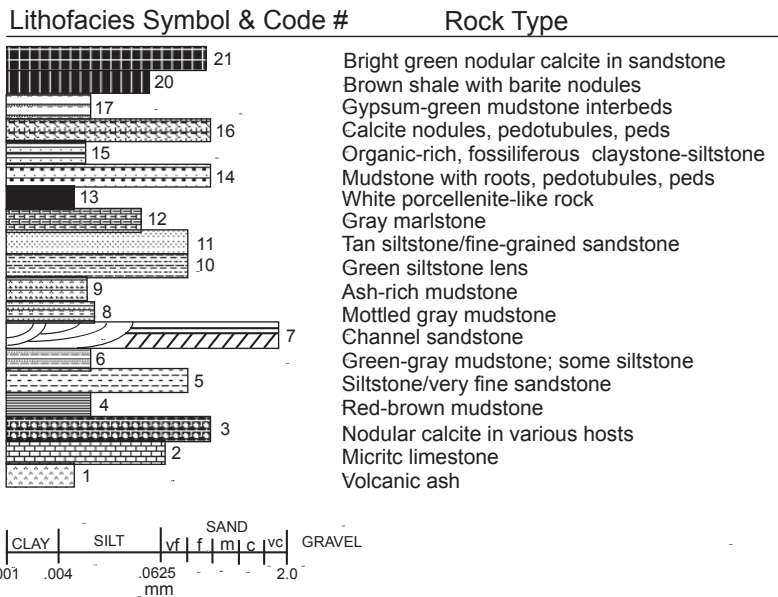 Lithofacies Symbol & Code # Rock Type
21 Bright green nodular calcite in sandstone
20 Brown shale with barite nodules
17 Gypsum-green mudstone interbeds
16 Calcite nodules, pedotubules, peds
15 Organic-rich, fossiliferous claystone-siltstone
14 Mudstone with roots, pedotubules, peds
13 White porcellenite-like rock
12 Gray marlstone
11 Tan siltstone/fine-grained sandstone
10 Green siltstone lens
9 Ash-rich mudstone
8 Mottled gray mudstone
7 Channel sandstone
6 Green-gray mudstone; some siltstone
5 Siltstone/very fine sandstone
4 Red-brown mudstone
3 Nodular calcite in various hosts
2 Micritc limestone
1 Volcanic ash
SAND
CLAY SILT vf f m c vc GRAVEL
001 .004 .0625 2.0
mm